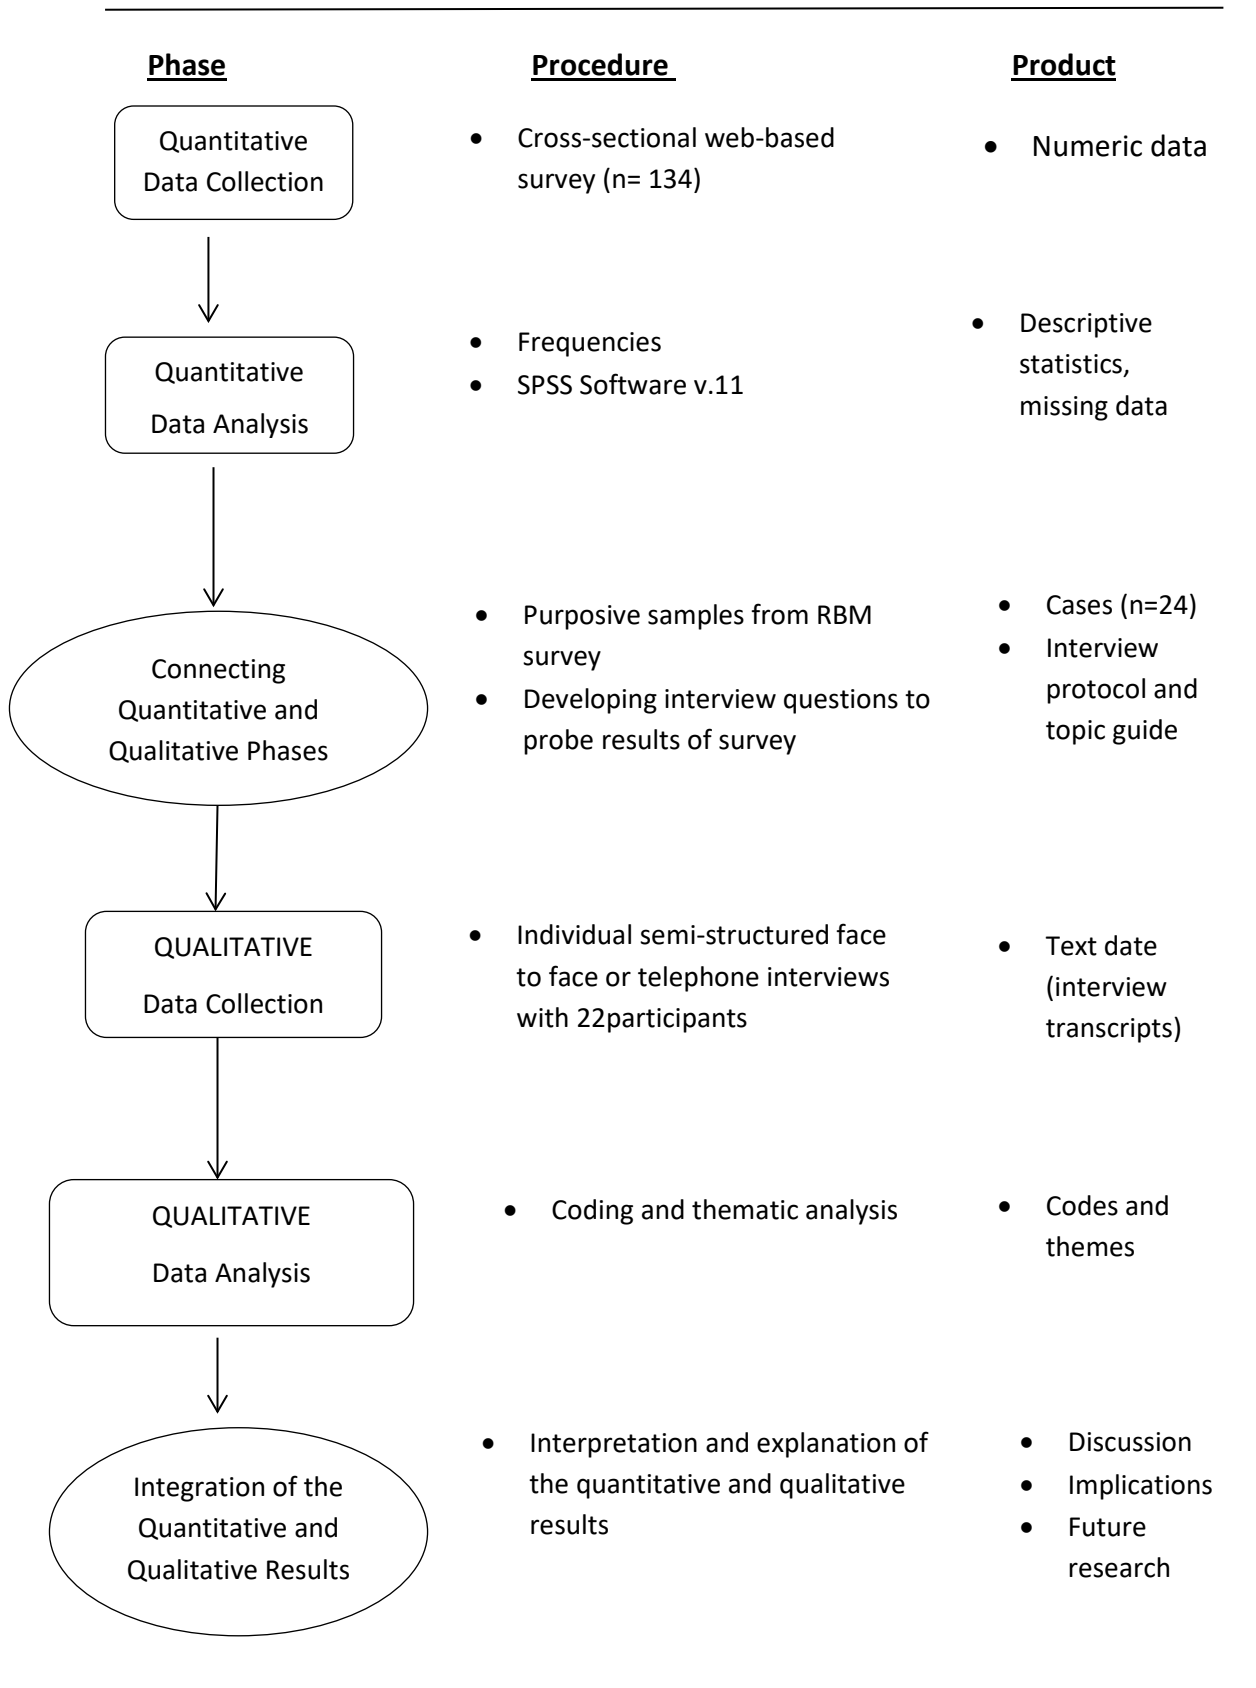 Phase
Procedure
Product
Quantitative
Data Collection
• Cross-sectional web-based
survey (n= 134)
• Numeric data
Quantitative
Data Analysis
• Frequencies
• SPSS Software v.11
• Descriptive
statistics,
missing data
Connecting
Quantitative and
Qualitative Phases
• Purposive samples from RBM
survey
• Developing interview questions to
probe results of survey
• Cases (n=24)
• Interview
protocol and
topic guide
QUALITATIVE
Data Collection
• Individual semi-structured face
to face or telephone interviews
with 22participants
• Text date
(interview
transcripts)
QUALITATIVE
Data Analysis
• Coding and thematic analysis
• Codes and
themes
Integration of the
Quantitative and
Qualitative Results
• Interpretation and explanation of
the quantitative and qualitative
results
• Discussion
• Implications
• Future
research